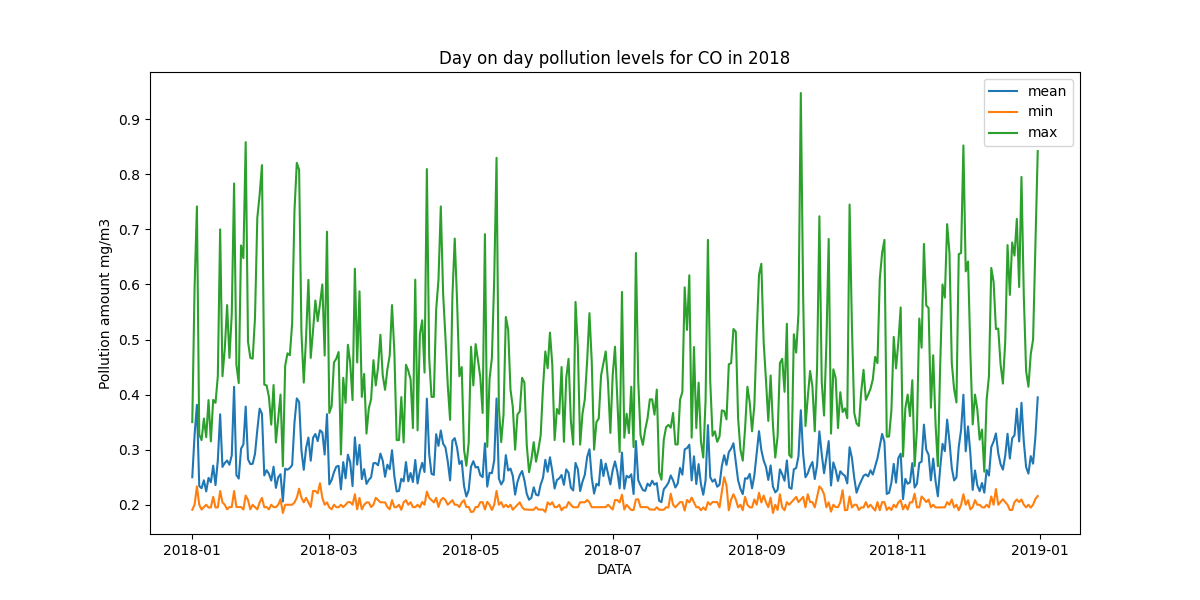 Day on day pollution levels for CO in 2018
mean
min
max
Pollution amount mg/m3
0.9
0.8
0.7
0.6
0.5
0.4
0.3
0.2
2018-01
2018-03
2018-05
2018-07
2018-09
2018-11
2019-01
DATA